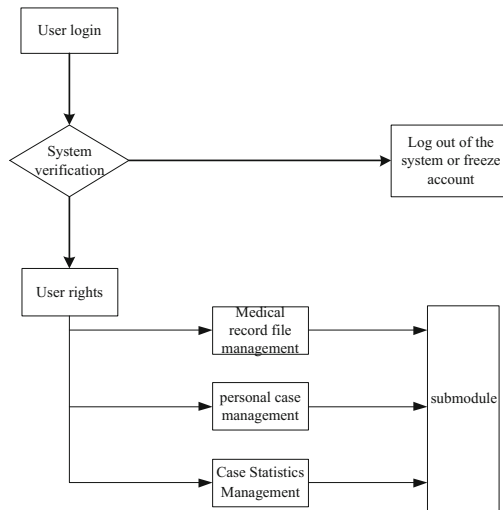 User login
System
verification
Log out of the
system or freeze
account
User rights
Medical
record file
management
personal case
management
submodule
Case Statistics
Management